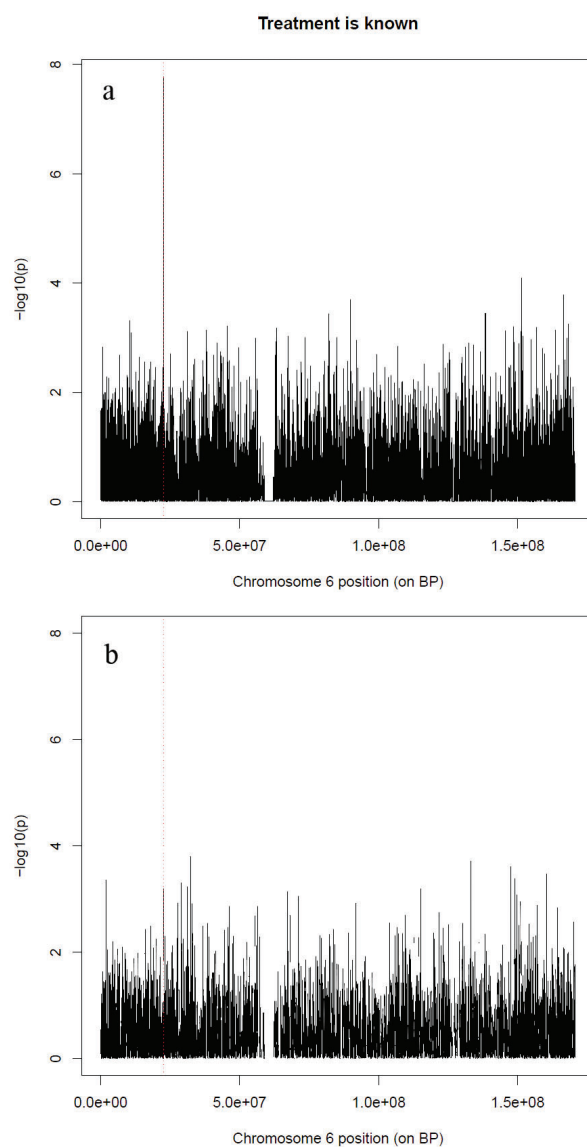 Treatment is known
a
8
6
4
2
0
−log10(p)
0.0e+00 5.0e+07 1.0e+08 1.5e+08
Chromosome 6 position (on BP)
b
8
6
4
2
0
−log10(p)
0.0e+00 5.0e+07 1.0e+08 1.5e+08
Chromosome 6 position (on BP)